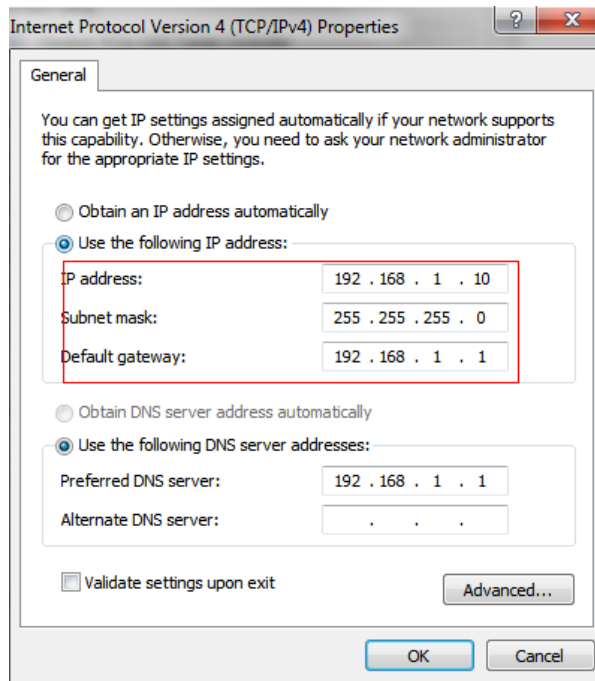 Internet Protocol Version 4 (TCP/IPv4) Properties
General
You can get IP settings assigned automatically if your network supports
this capability. Otherwise, you need to ask your network administrator
for the appropriate IP settings.
Obtain an IP address automatically
Use the following IP address:
IP address: 192 . 168 . 1 . 10
Subnet mask: 255 . 255 . 255 . 0
Default gateway: 192 . 168 . 1 . 1
Obtain DNS server address automatically
Use the following DNS server addresses:
Preferred DNS server: 192 . 168 . 1 . 1
Alternate DNS server: . . .
Validate settings upon exit
Advanced...
OK Cancel